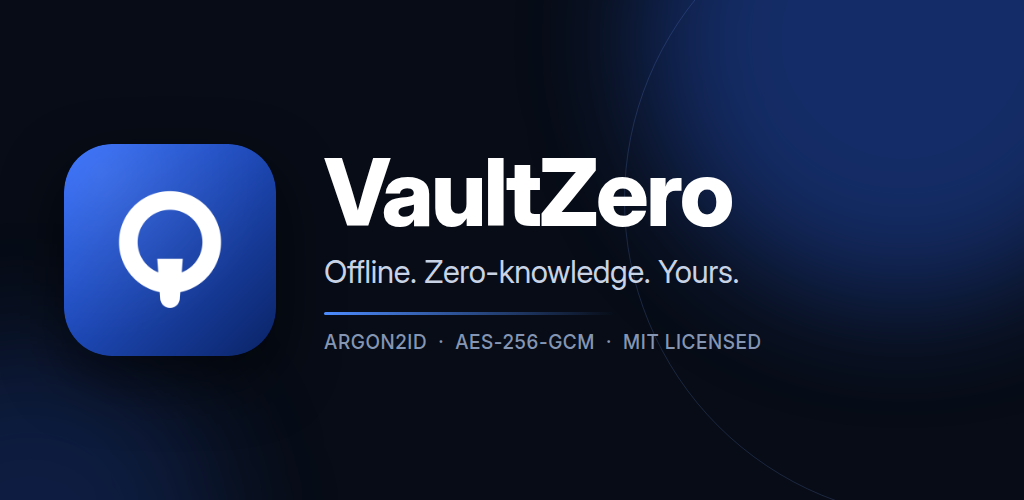 VaultZero
Offline. Zero-knowledge. Yours.
ARGON2ID · AES-256-GCM · MIT LICENSED